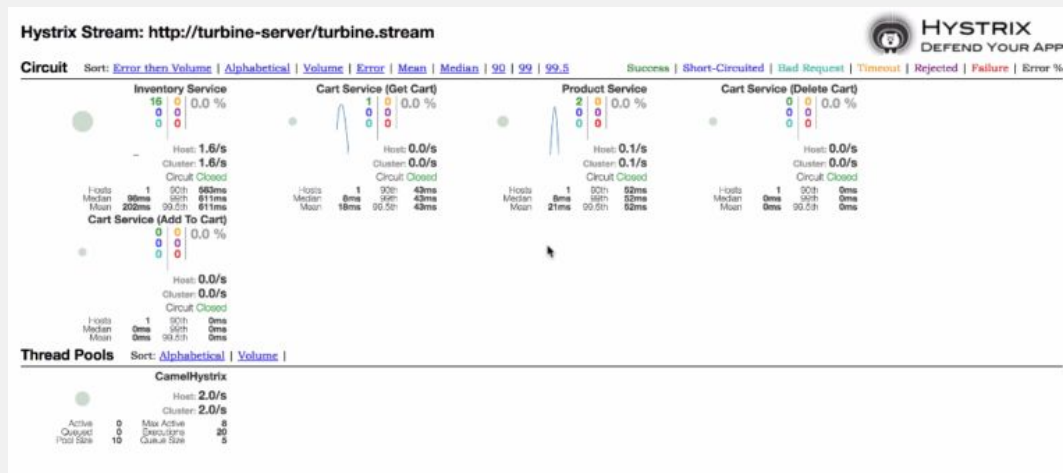 Hystrix Stream: http://turbine-server/turbine.stream
HYSTRIX
DEFEND YOUR APP
Circuit Sort: Error then Volume | Alphabetical | Volume | Error | Mean | Median | 90 | 99 | 99.5
Success | Short-Circuited | Bad Request | Timeout | Rejected | Failure | Error %
Inventory Service
16 0 0.0 %
0 0
0 0
Host: 1.6/s
Cluster: 1.6/s
Circuit Closed
Hosts 1 90th 583ms
Median 98ms 99th 611ms
Mean 202ms 99.5th 611ms
Cart Service (Get Cart)
1 0 0.0 %
0 0
0 0
Host: 0.0/s
Cluster: 0.0/s
Circuit Closed
Hosts 1 90th 43ms
Median 8ms 99th 43ms
Mean 18ms 99.5th 43ms
Product Service
2 0 0.0 %
0 0
0 0
Host: 0.1/s
Cluster: 0.1/s
Circuit Closed
Hosts 1 90th 52ms
Median 8ms 99th 52ms
Mean 21ms 99.5th 52ms
Cart Service (Delete Cart)
0 0 0.0 %
0 0
0 0
Host: 0.0/s
Cluster: 0.0/s
Circuit Closed
Hosts 1 90th 0ms
Median 0ms 99th 0ms
Mean 0ms 99.5th 0ms
Cart Service (Add To Cart)
0 0 0.0 %
0 0
0 0
Host: 0.0/s
Cluster: 0.0/s
Circuit Closed
Hosts 1 90th 0ms
Median 0ms 99th 0ms
Mean 0ms 99.5th 0ms
Thread Pools Sort: Alphabetical | Volume |
CamelHystrix
Host: 2.0/s
Cluster: 2.0/s
Active 0 Max Active 8
Queued 0 Executions 20
Pool Size 10 Queue Size 5